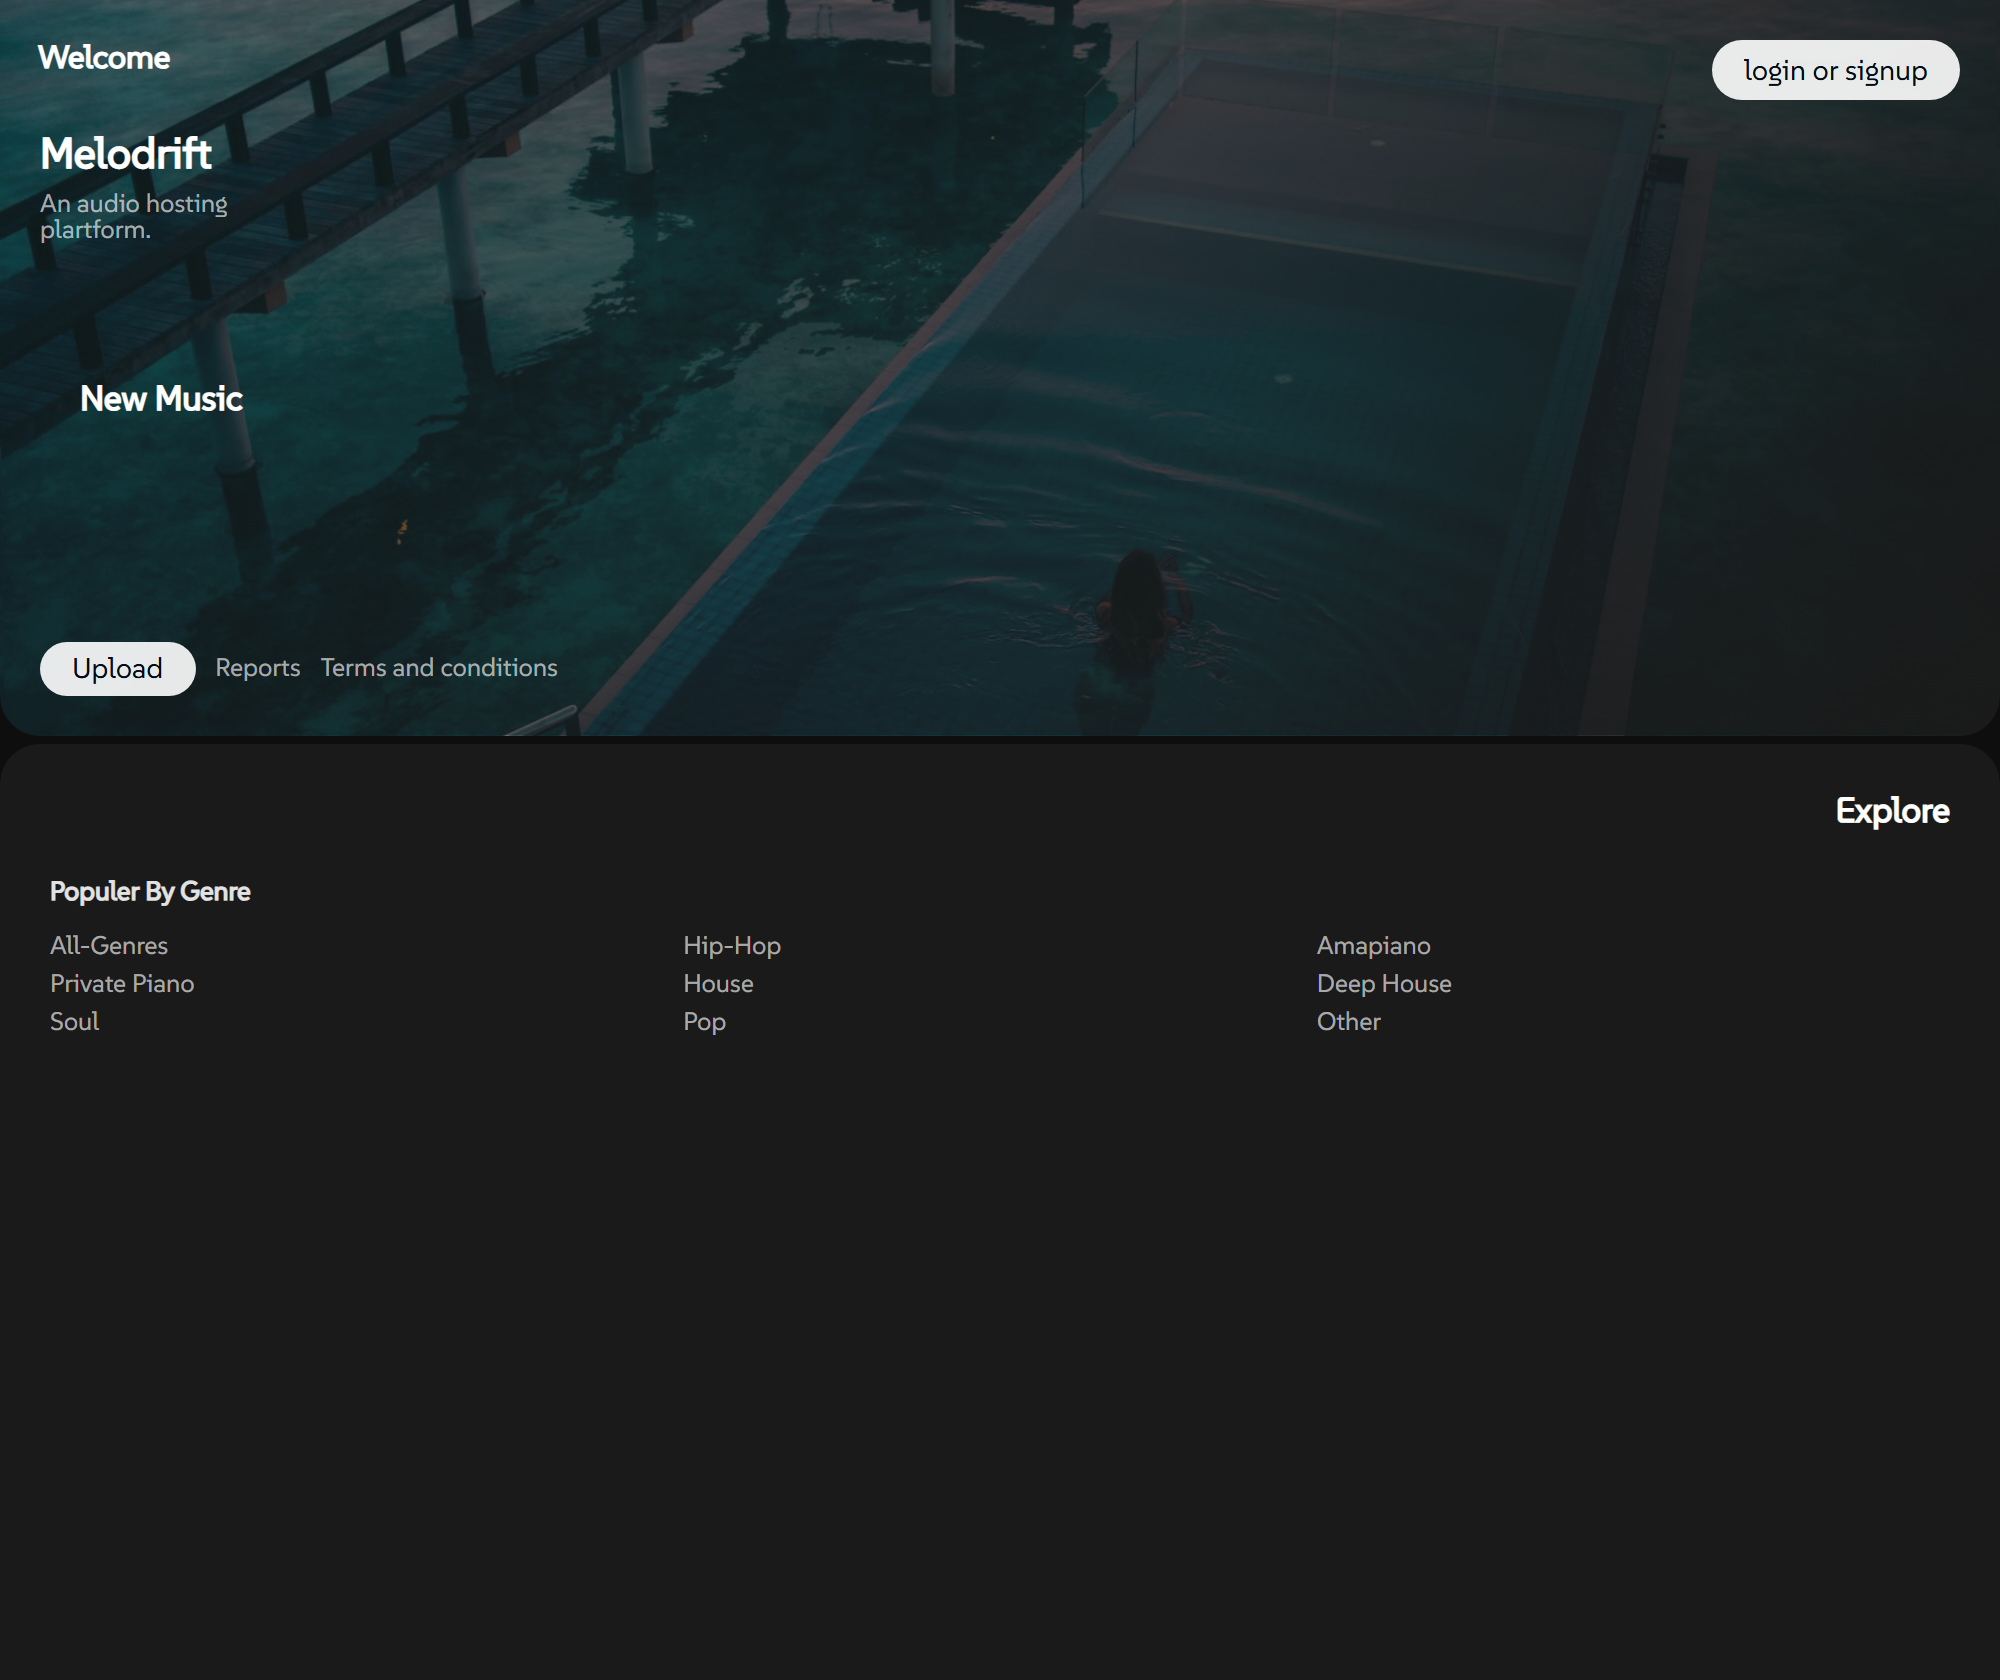 Welcome
login or signup
Melodrift
An audio hosting
plartform.
New Music
Upload
Reports
Terms and conditions
Explore
Populer By Genre
All-Genres
Hip-Hop
Amapiano
Private Piano
House
Deep House
Soul
Pop
Other